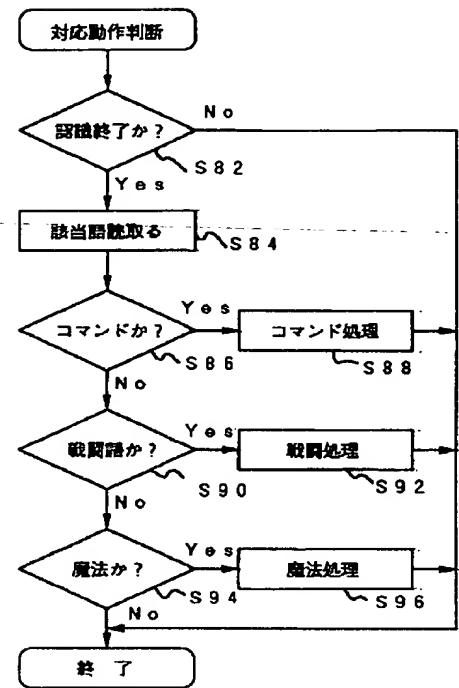 対応動作判断
No
認識終了か?
S82
Yes
該当語読取る
S84
Yes
コマンドか?
コマンド処理
S86
S88
No
Yes
戦闘語か?
戦闘処理
S90
S92
No
Yes
魔法か?
魔法処理
S94
S96
No
終了